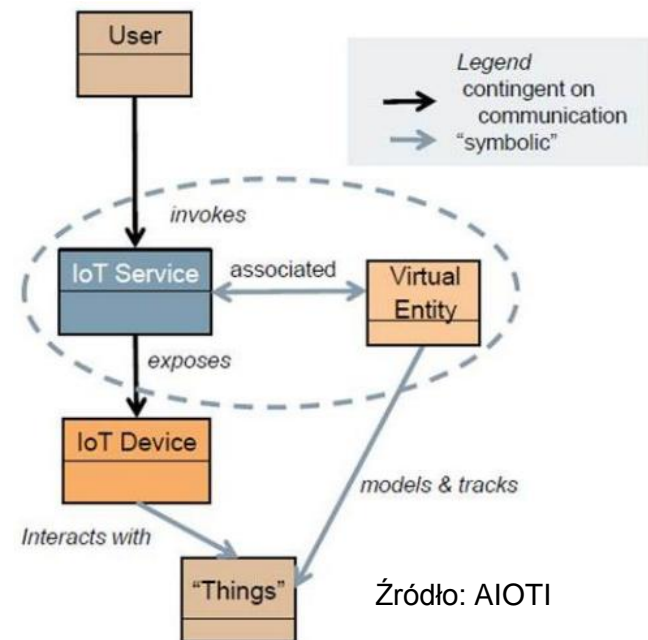 User
Legend
contingent on
communication
"symbolic"
invokes
IoT Service
associated
Virtual
Entity
exposes
IoT Device
models & tracks
Interacts with
"Things"
Źródło: AIOTI